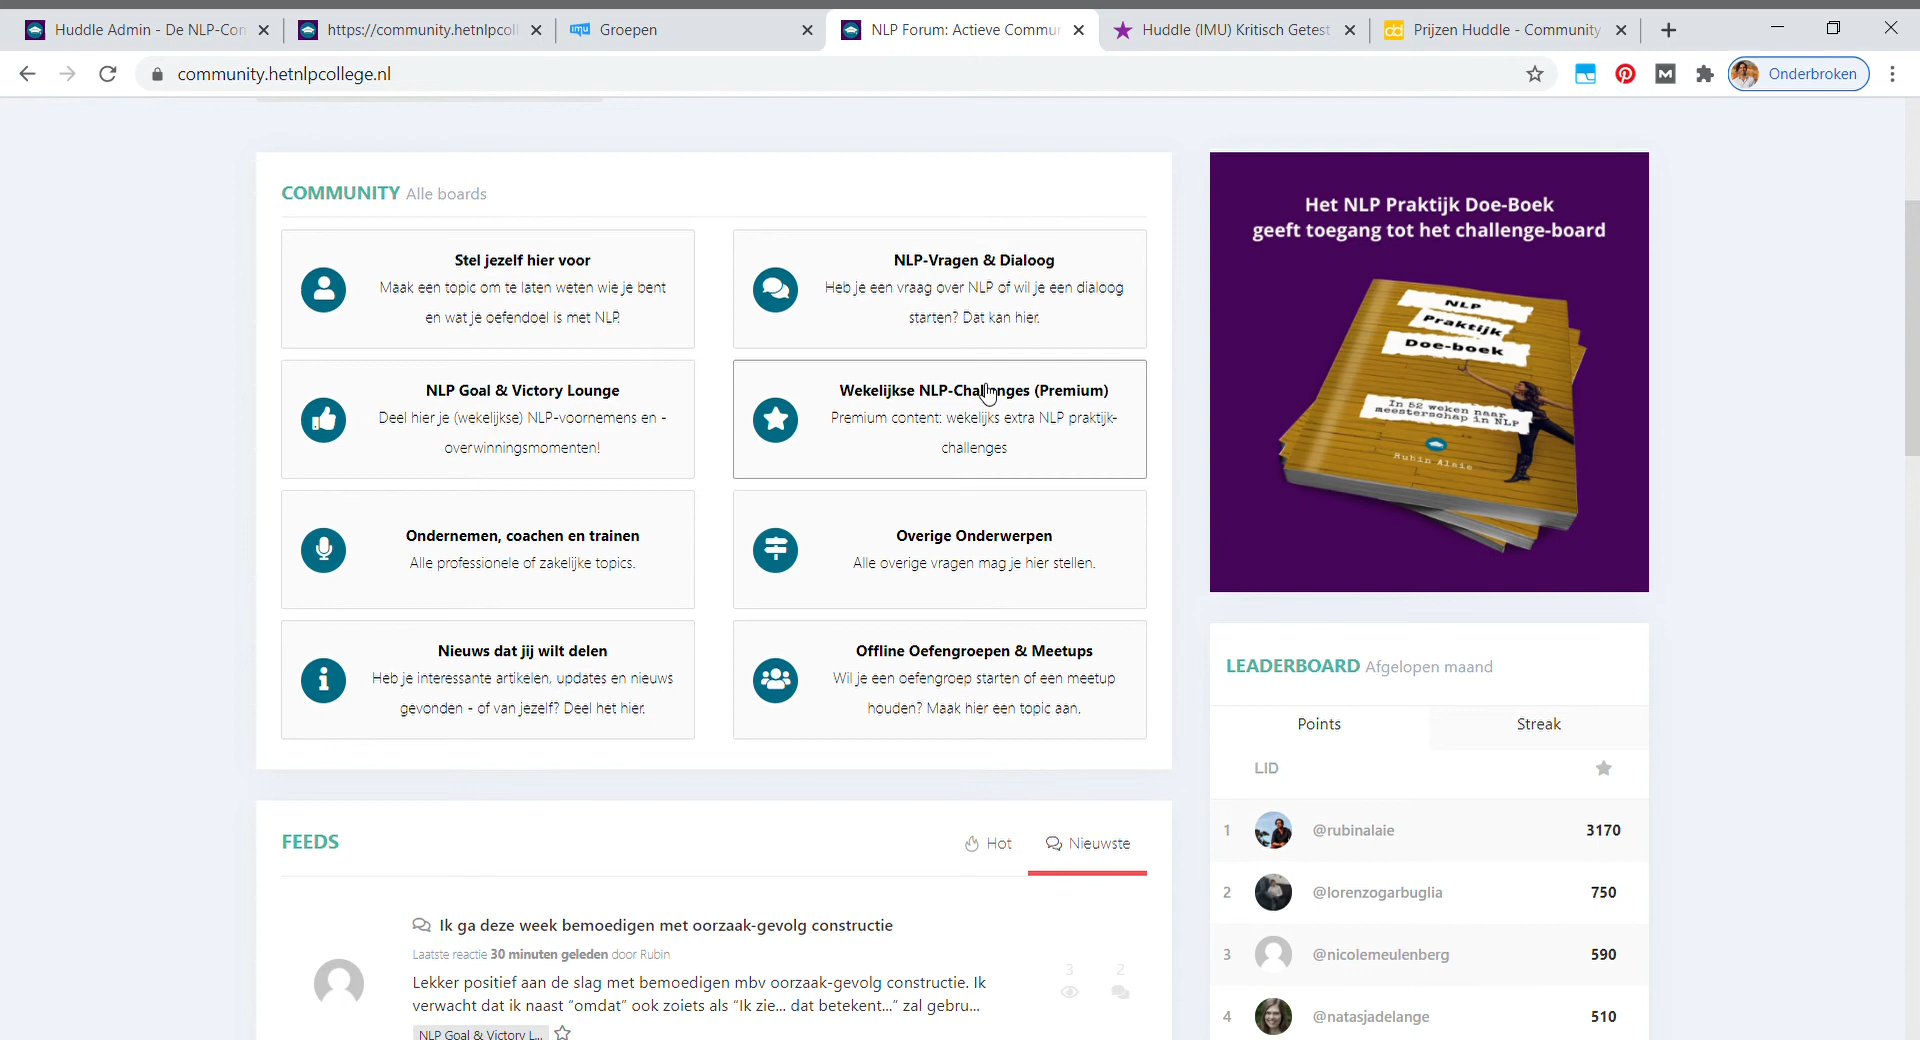 Huddle Admin - De NLP-Con
https://community.hetnlpcoll
Groepen
NLP Forum: Actieve Commun
Huddle (IMU) Kritisch Getest
Prijzen Huddle - Community
community.hetnlpcollege.nl
Onderbroken
COMMUNITY Alle boards
Stel jezelf hier voor
Maak een topic om te laten weten wie je bent
en wat je oefendoel is met NLP.
NLP-Vragen & Dialoog
Heb je een vraag over NLP of wil je een dialoog
starten? Dat kan hier.
NLP Goal & Victory Lounge
Deel hier je (wekelijkse) NLP-voornemens en -
overwinningsmomenten!
Wekelijkse NLP-Challenges (Premium)
Premium content: wekelijks extra NLP praktijk-
challenges
Ondernemen, coachen en trainen
Alle professionele of zakelijke topics.
Overige Onderwerpen
Alle overige vragen mag je hier stellen.
Nieuws dat jij wilt delen
Heb je interessante artikelen, updates en nieuws
gevonden - of van jezelf? Deel het hier.
Offline Oefengroepen & Meetups
Wil je een oefengroep starten of een meetup
houden? Maak hier een topic aan.
Het NLP Praktijk Doe-Boek
geeft toegang tot het challenge-board
NLP
Praktijk
Doe-boek
In 52 weken naar
meesterschap in NLP
Rubin Alaie
LEADERBOARD Afgelopen maand
Points
Streak
LID
1 @rubinalaie 3170
2 @lorenzogarbuglia 750
3 @nicolemeulenberg 590
4 @natasjadelange 510
FEEDS
Hot
Nieuwste
Ik ga deze week bemoedigen met oorzaak-gevolg constructie
Laatste reactie 30 minuten geleden door Rubin
Lekker positief aan de slag met bemoedigen mbv oorzaak-gevolg constructie. Ik
verwacht dat ik naast “omdat” ook zoiets als “Ik zie... dat betekent...” zal gebru...
3
2
NLP Goal & Victory L...